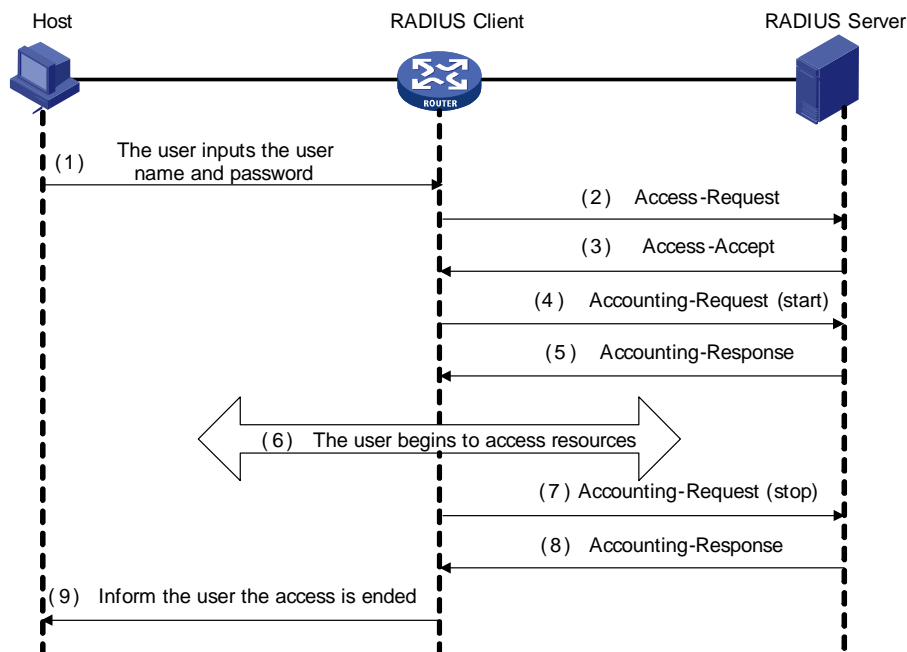 Host
RADIUS Client
RADIUS Server
ROUTER
(1) The user inputs the user
name and password
(2) Access-Request
(3) Access-Accept
(4) Accounting-Request (start)
(5) Accounting-Response
(6) The user begins to access resources
(7) Accounting-Request (stop)
(8) Accounting-Response
(9) Inform the user the access is ended